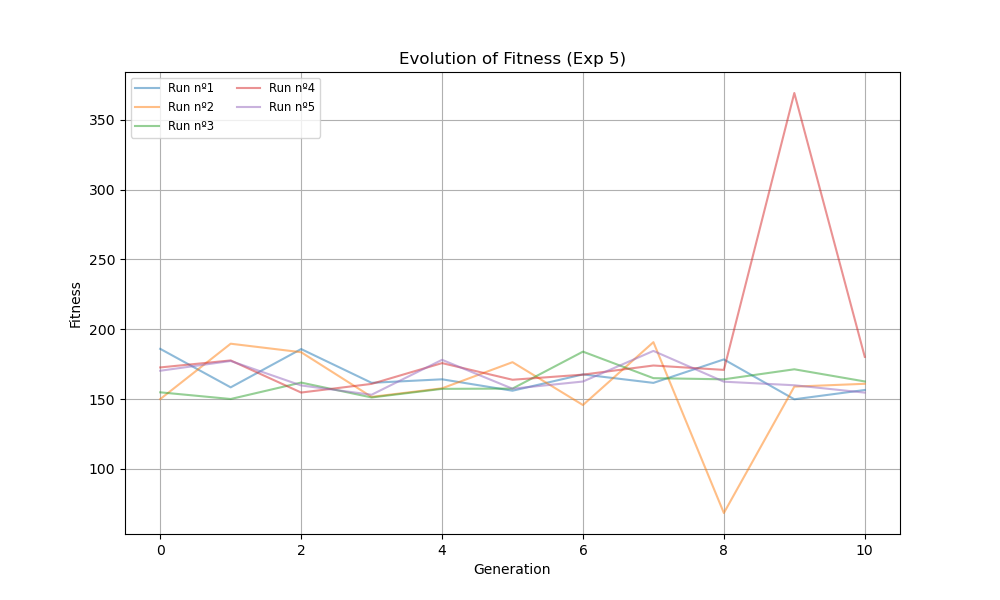 Evolution of Fitness (Exp 5)
Run nº1
Run nº2
Run nº3
Run nº4
Run nº5
Fitness
350
300
250
200
150
100
0 2 4 6 8 10
Generation